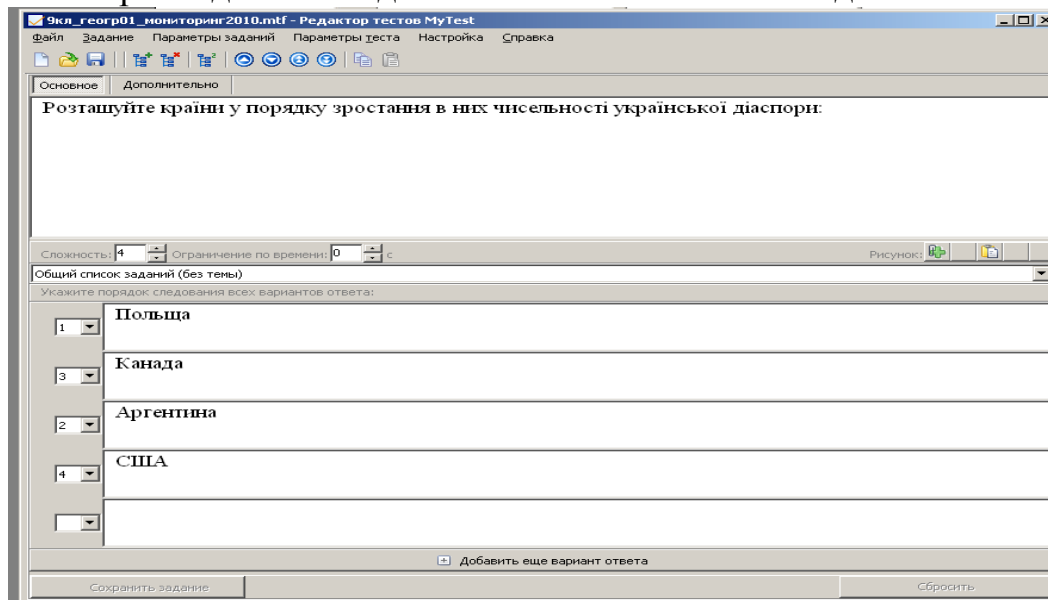 9кл_геогр01_мониторинг2010.mtf - Редактор тестов MyTest
Файл Задание Параметры заданий Параметры теста Настройка Справка
Основное Дополнительно
Розташуйте країни у порядку зростання в них чисельності української діаспори:
Сложность: 4 Ограничение по времени: 0 с Рисунок:
Общий список заданий (без темы)
Укажите порядок следования всех вариантов ответа:
1 Польща
3 Канада
2 Аргентина
4 США
Добавить еще вариант ответа
Сохранить задание Сбросить